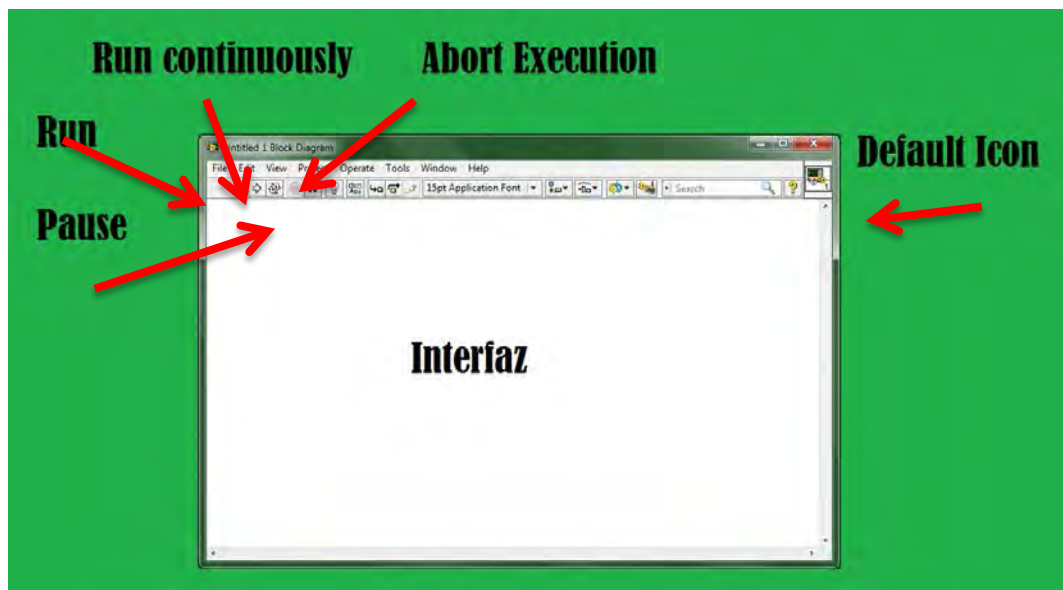 Run continuously
Abort Execution
Run
Default Icon
Pause
Untitled 1 Block Diagram
File Edit View Operate Tools Window Help
15pt Application Font
Search
Interfaz